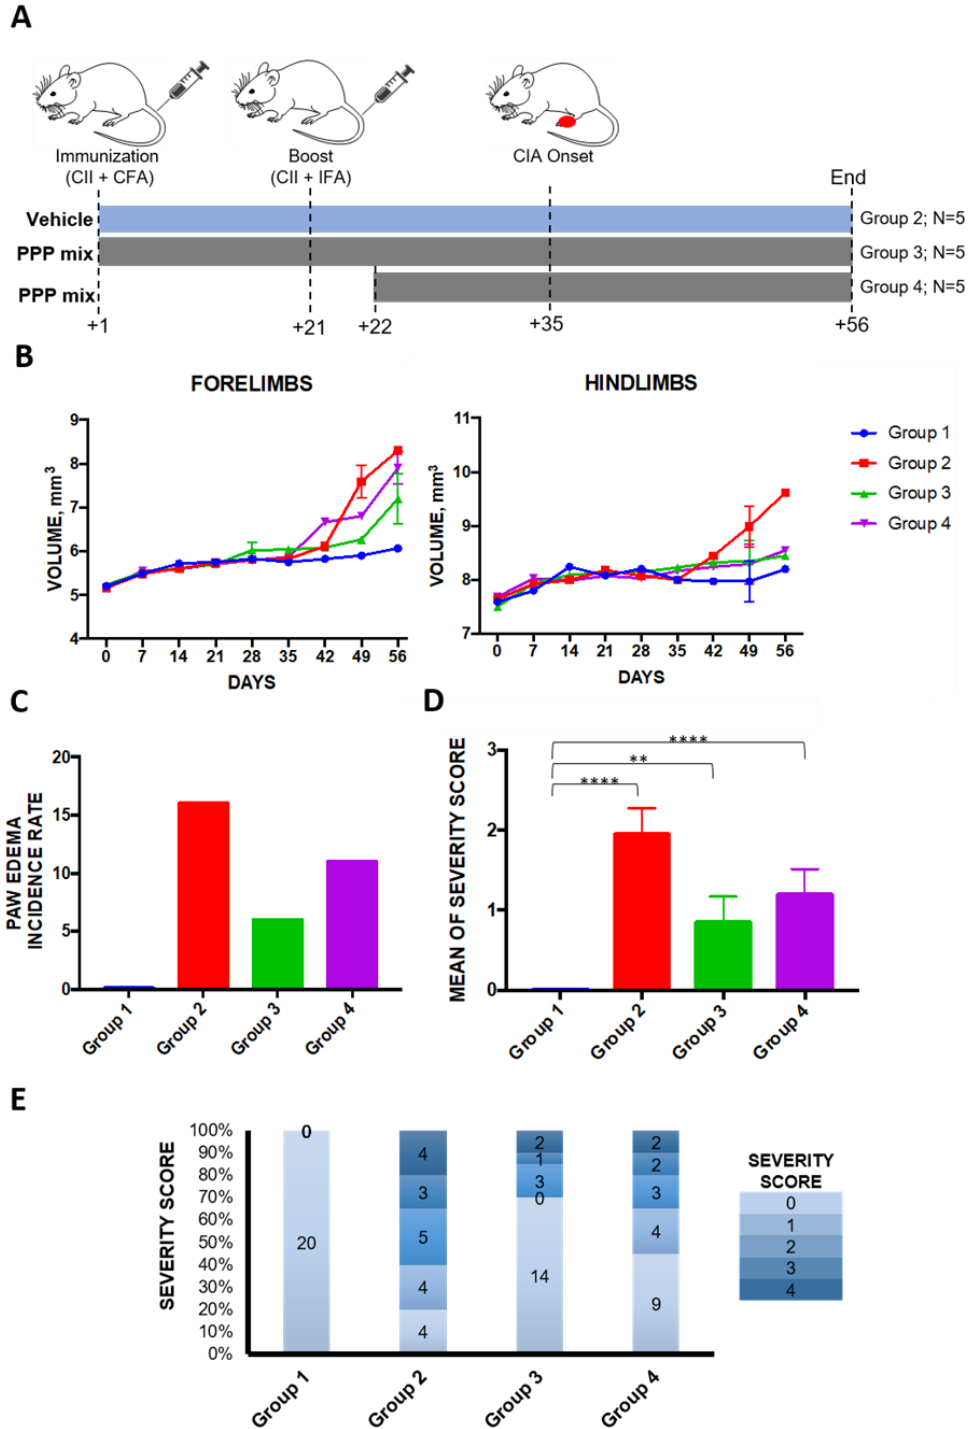 A
Immunization
(CII + CFA)
Boost
(CII + IFA)
CIA Onset
End
Vehicle
Group 2; N=5
PPP mix
Group 3; N=5
PPP mix
Group 4; N=5
+1
+21
+22
+35
+56
B
FORELIMBS
VOLUME, mm³
9
8
7
6
5
4
0 7 14 21 28 35 42 49 56
DAYS
HINDLIMBS
VOLUME, mm³
11
10
9
8
7
0 7 14 21 28 35 42 49 56
DAYS
Group 1
Group 2
Group 3
Group 4
C
PAW EDEMA
INCIDENCE RATE
20
15
10
5
0
Group 1
Group 2
Group 3
Group 4
D
MEAN OF SEVERITY SCORE
3
2
1
0
****
**
****
Group 1
Group 2
Group 3
Group 4
E
SEVERITY SCORE
100%
90%
80%
70%
60%
50%
40%
30%
20%
10%
0%
0
20
4
3
5
4
4
2
1
3
0
14
2
2
3
4
9
Group 1
Group 2
Group 3
Group 4
SEVERITY
SCORE
0
1
2
3
4